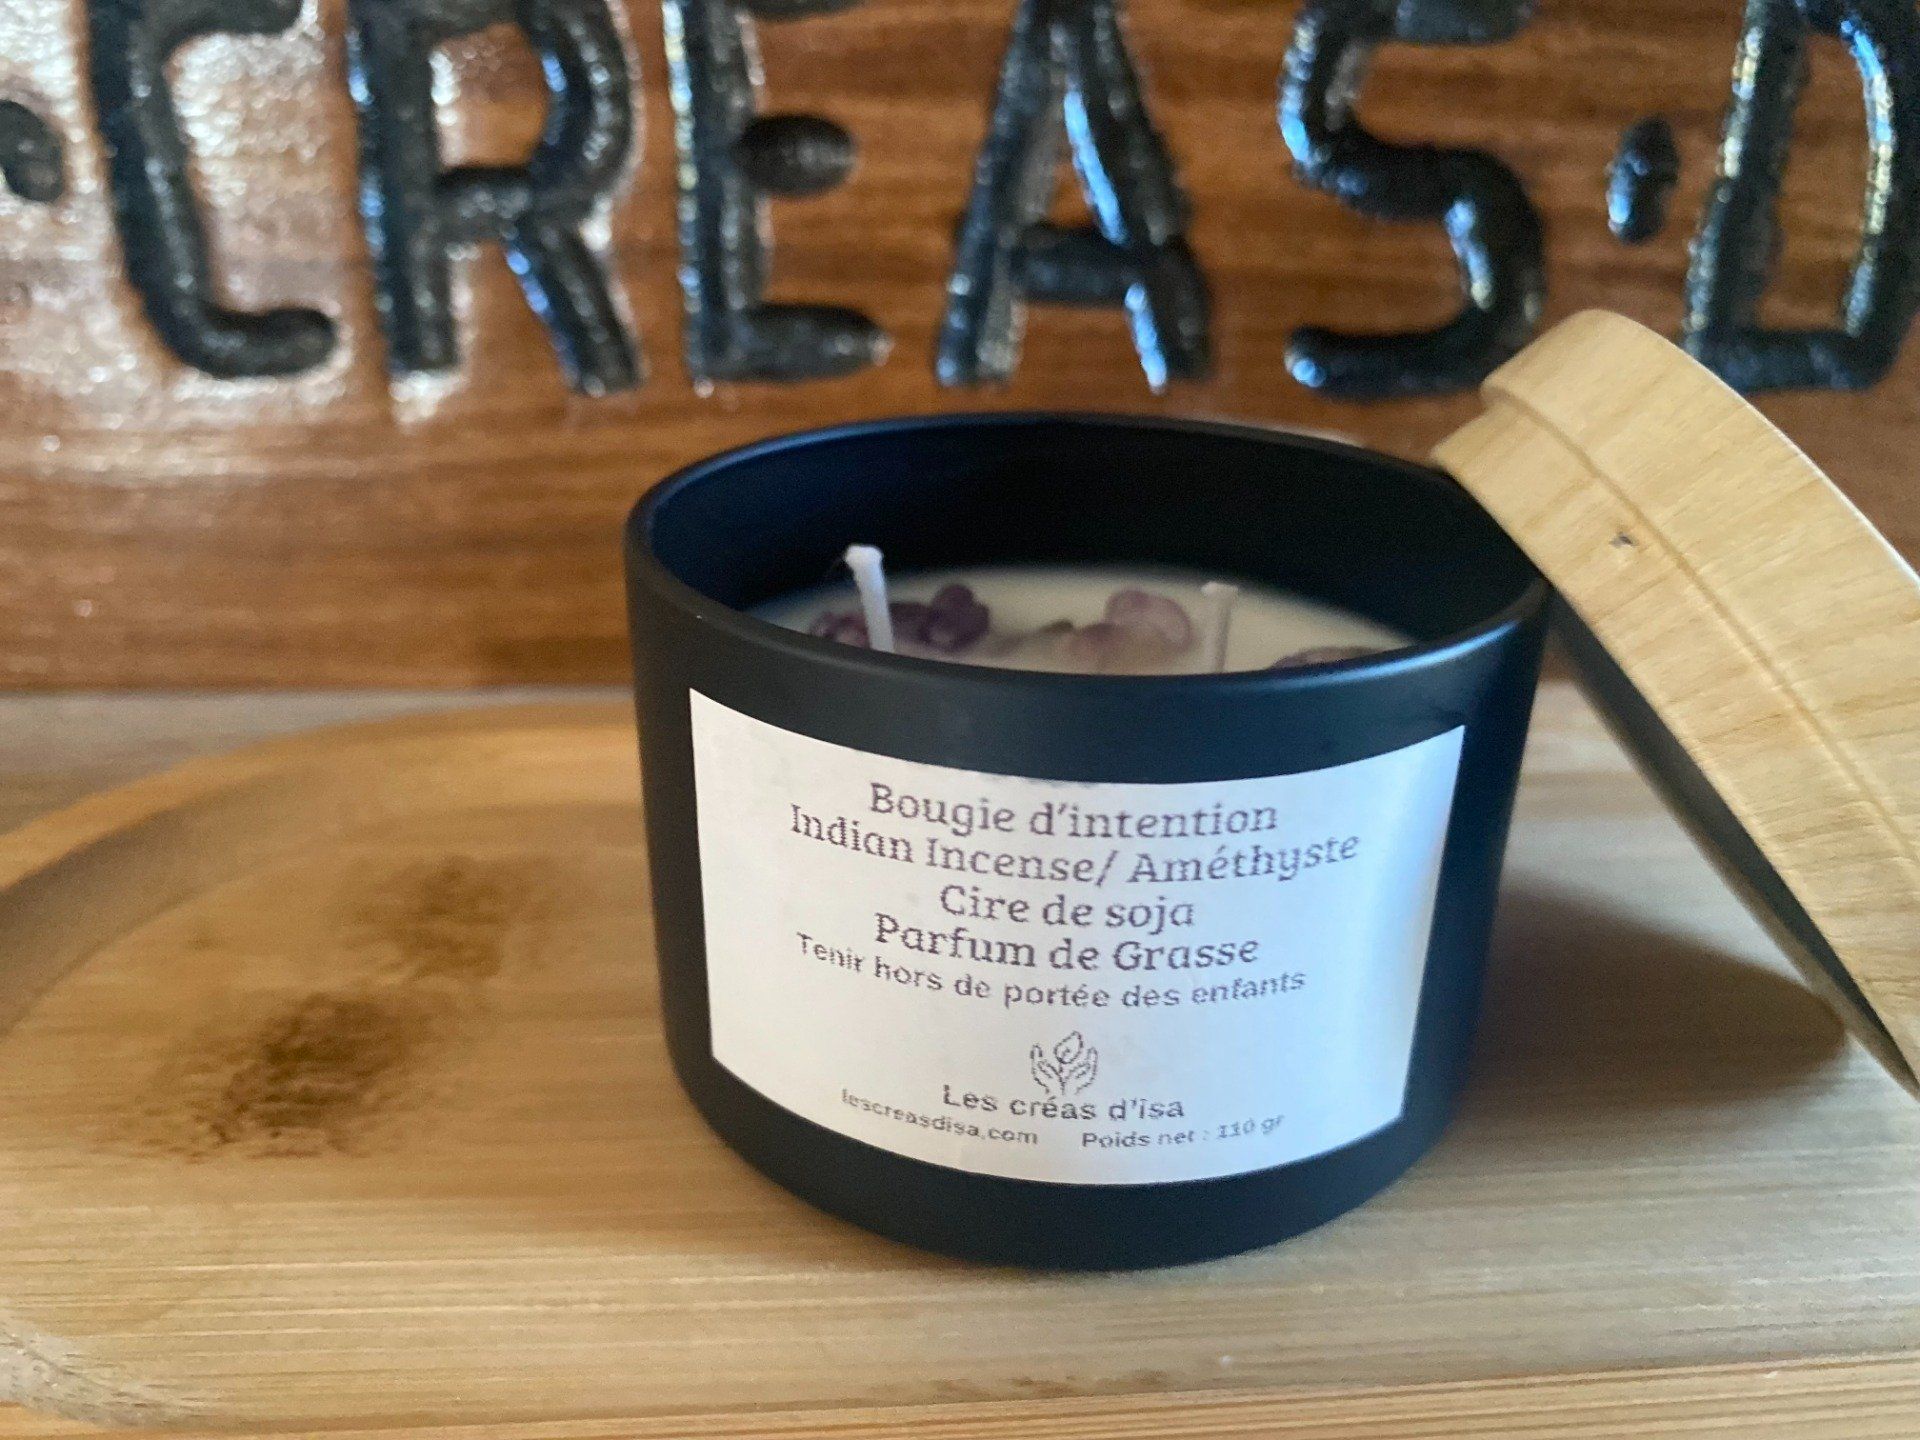 ·CREAS·D
Bougie d'intention
Indian Incense/ Améthyste
Cire de soja
Parfum de Grasse
Tenir hors de portée des enfants
Les créas d'isa
lescreasdisa.com Poids net : 110 gr